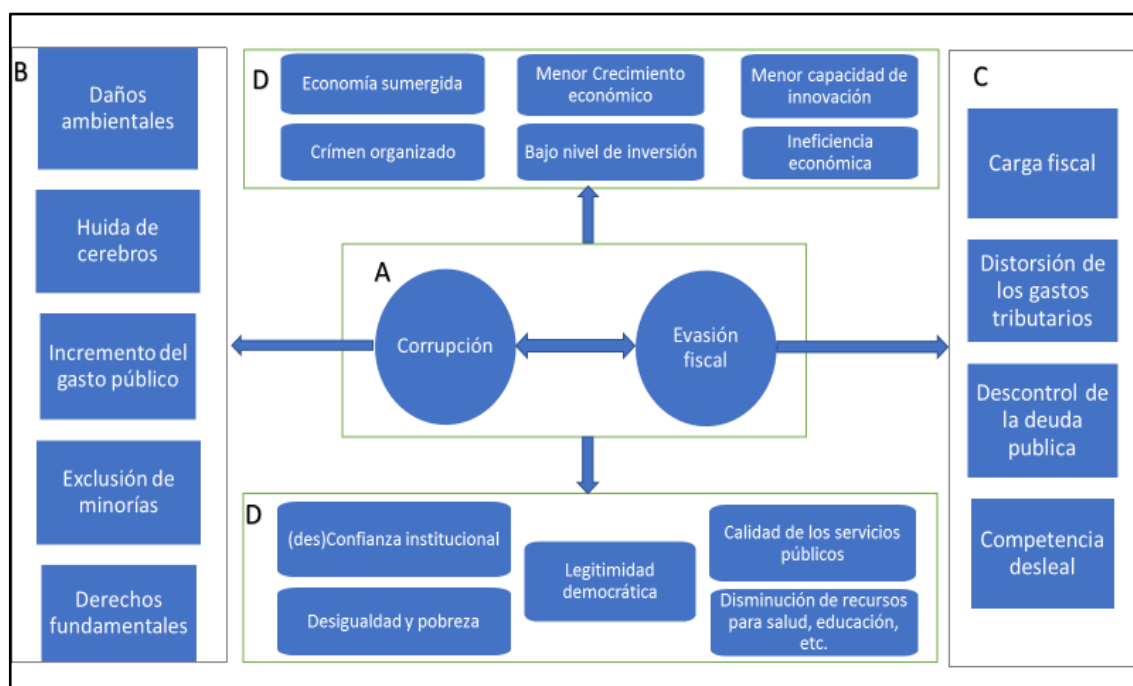 B
Daños
ambientales
Huida de
cerebros
Incremento del
gasto público
Exclusión de
minorías
Derechos
fundamentales
D
Economía sumergida
Menor Crecimiento
económico
Menor capacidad de
innovación
Crímen organizado
Bajo nivel de inversión
Ineficiencia
económica
A
Corrupción
Evasión
fiscal
D
(des)Confianza institucional
Legitimidad
democrática
Calidad de los servicios
públicos
Desigualdad y pobreza
Disminución de recursos
para salud, educación,
etc.
C
Carga fiscal
Distorsión de
los gastos
tributarios
Descontrol de
la deuda
publica
Competencia
desleal